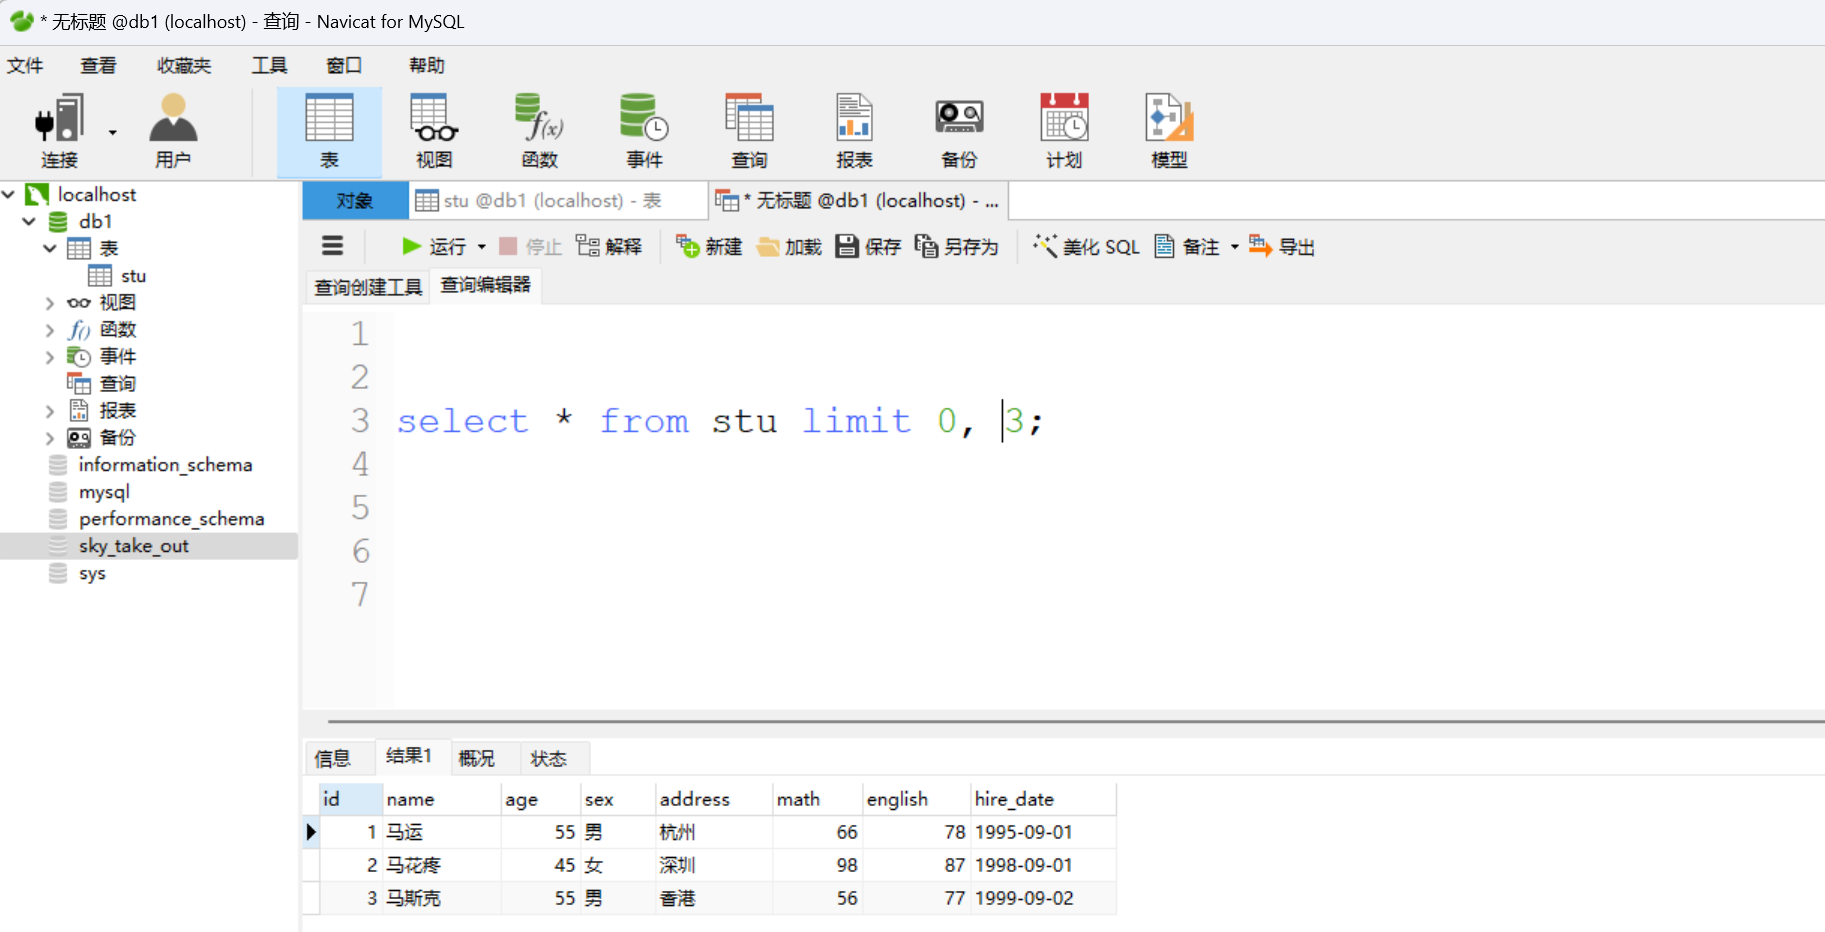 * 无标题 @db1 (localhost) - 查询 - Navicat for MySQL
文件 查看 收藏夹 工具 窗口 帮助
连接 用户 表 视图 函数 事件 查询 报表 备份 计划 模型
localhost
db1
表
stu
视图
函数
事件
查询
报表
备份
information_schema
mysql
performance_schema
sky_take_out
sys
对象 stu @db1 (localhost) - 表 * 无标题 @db1 (localhost) - ...
运行 停止 解释 新建 加载 保存 另存为 美化 SQL 备注 导出
查询创建工具 查询编辑器
1
2
3 select * from stu limit 0, 3;
4
5
6
7
信息 结果1 概况 状态
id name age sex address math english hire_date
1 马运 55 男 杭州 66 78 1995-09-01
2 马花疼 45 女 深圳 98 87 1998-09-01
3 马斯克 55 男 香港 56 77 1999-09-02